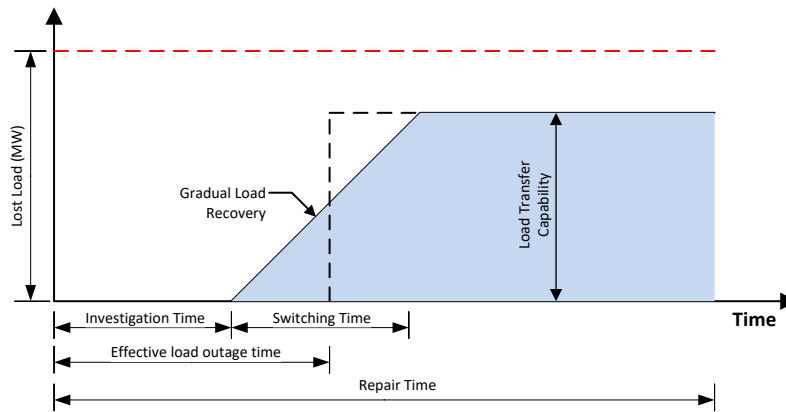 Lost Load (MW)
Gradual Load
Recovery
Load Transfer
Capability
Investigation Time
Switching Time
Time
Effective load outage time
Repair Time